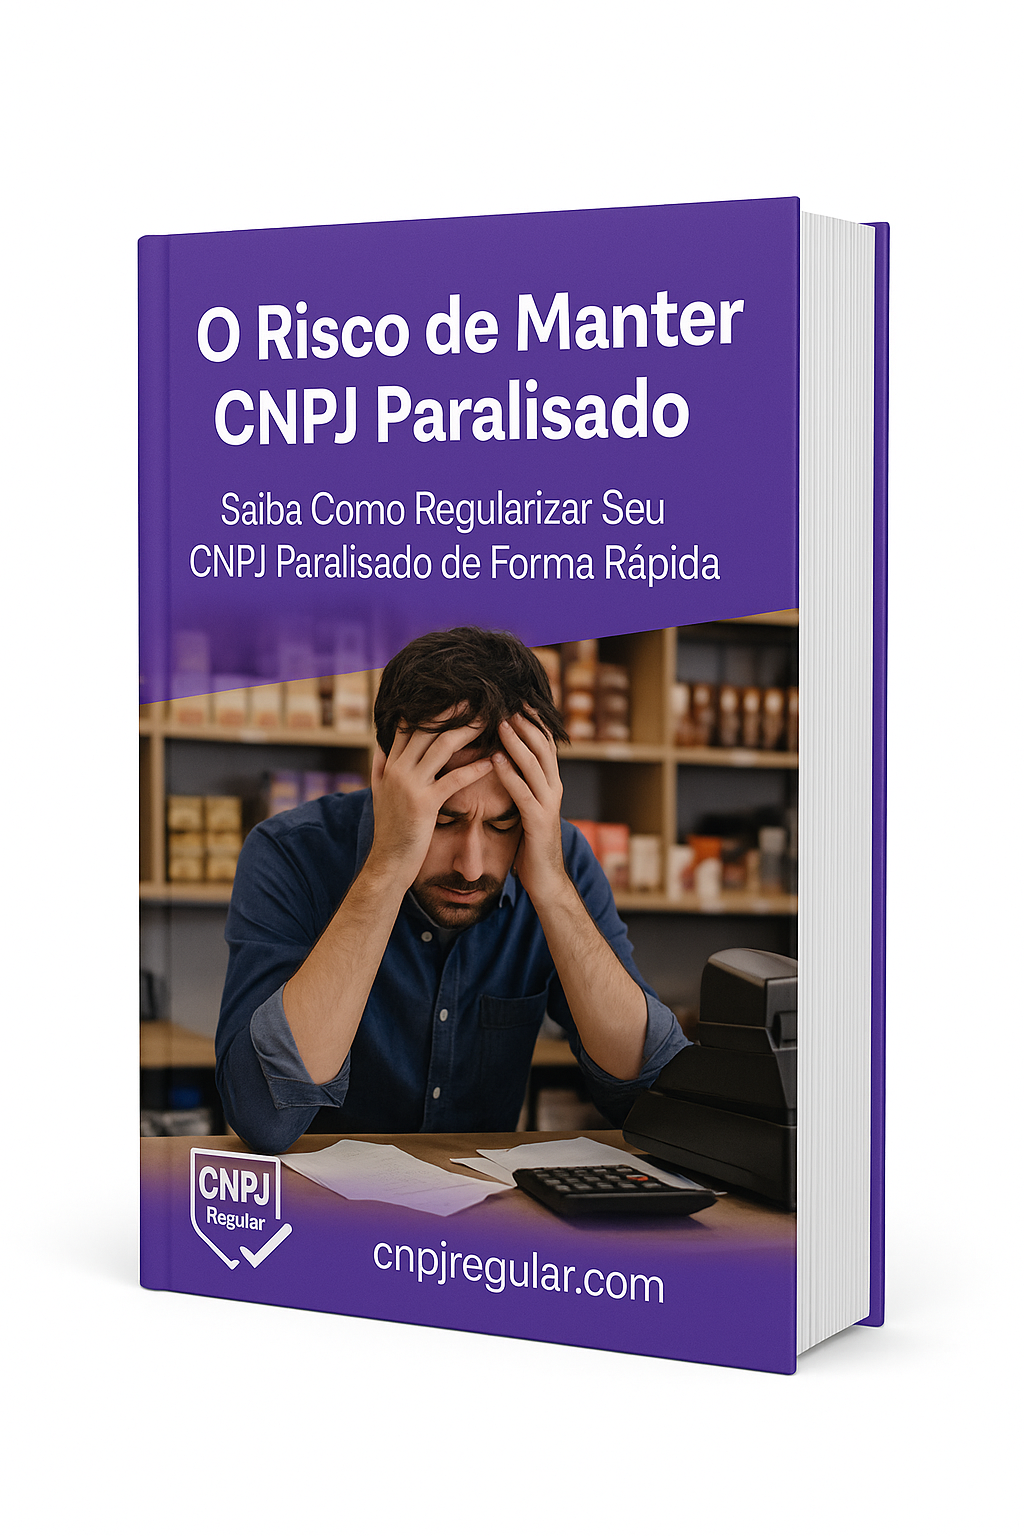 O Risco de Manter
CNPJ Paralisado
Saiba Como Regularizar Seu
CNPJ Paralisado de Forma Rápida
CNPJ
Regular
cnpjregular.com